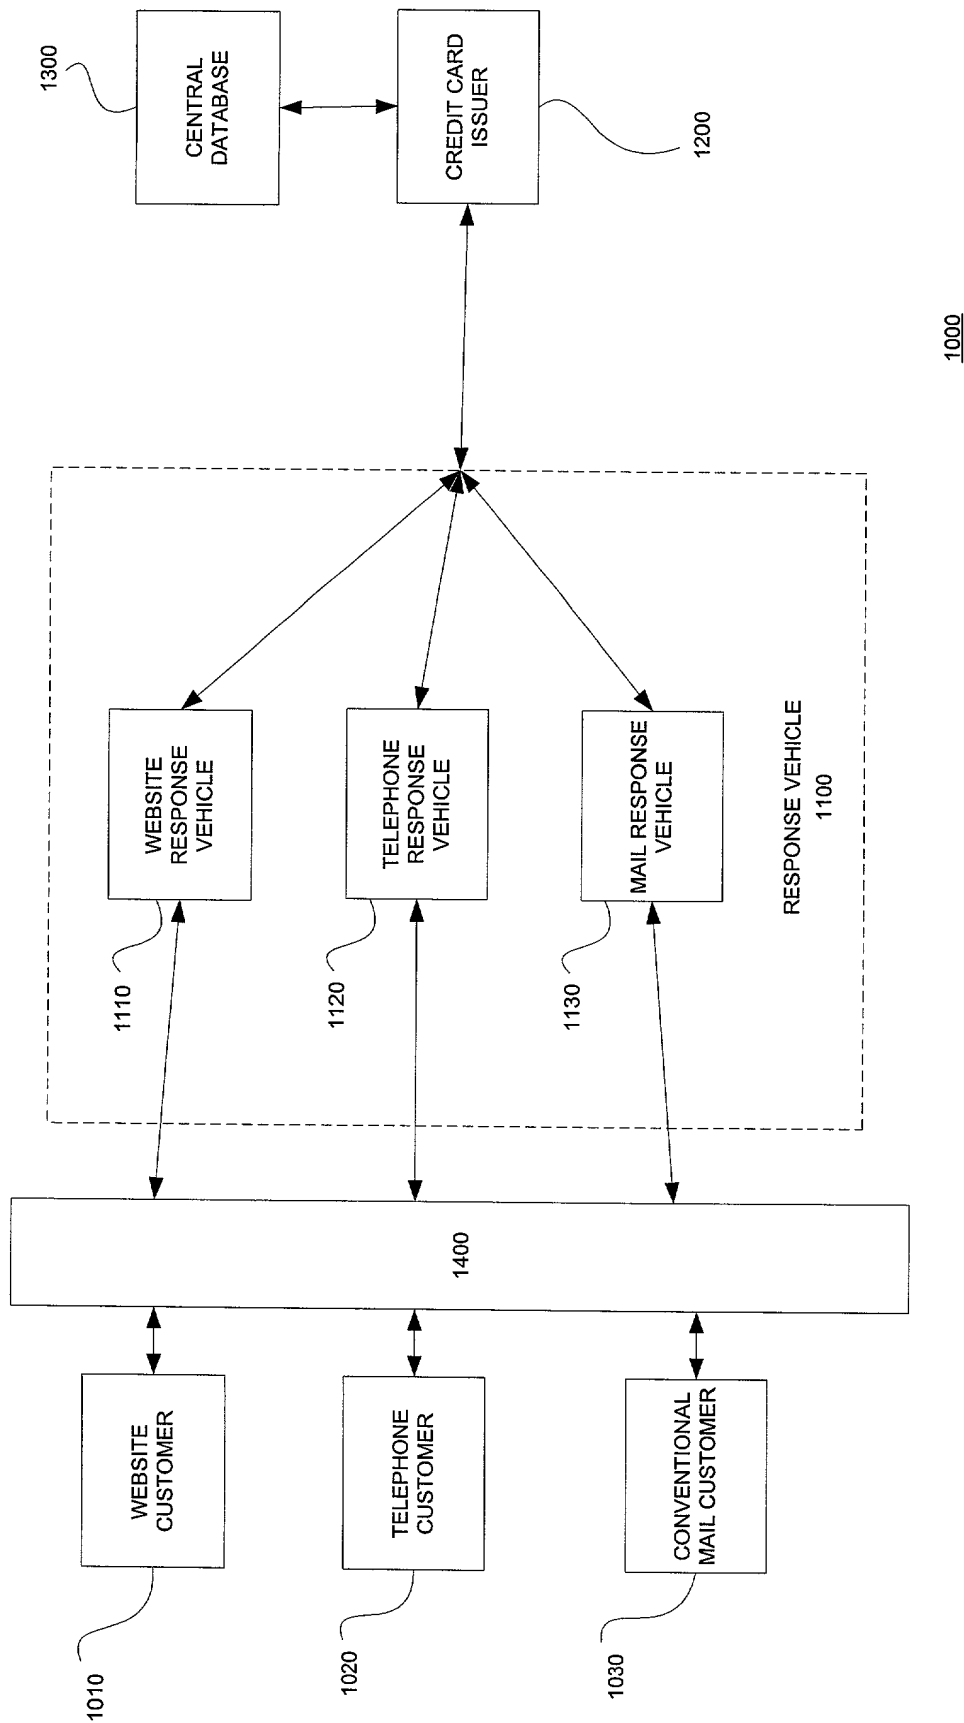 1010
WEBSITE
CUSTOMER
1020
TELEPHONE
CUSTOMER
1030
CONVENTIONAL
MAIL CUSTOMER
1400
1110
WEBSITE
RESPONSE
VEHICLE
1120
TELEPHONE
RESPONSE
VEHICLE
1130
MAIL RESPONSE
VEHICLE
RESPONSE VEHICLE
1100
1300
CENTRAL
DATABASE
CREDIT CARD
ISSUER
1200
1000